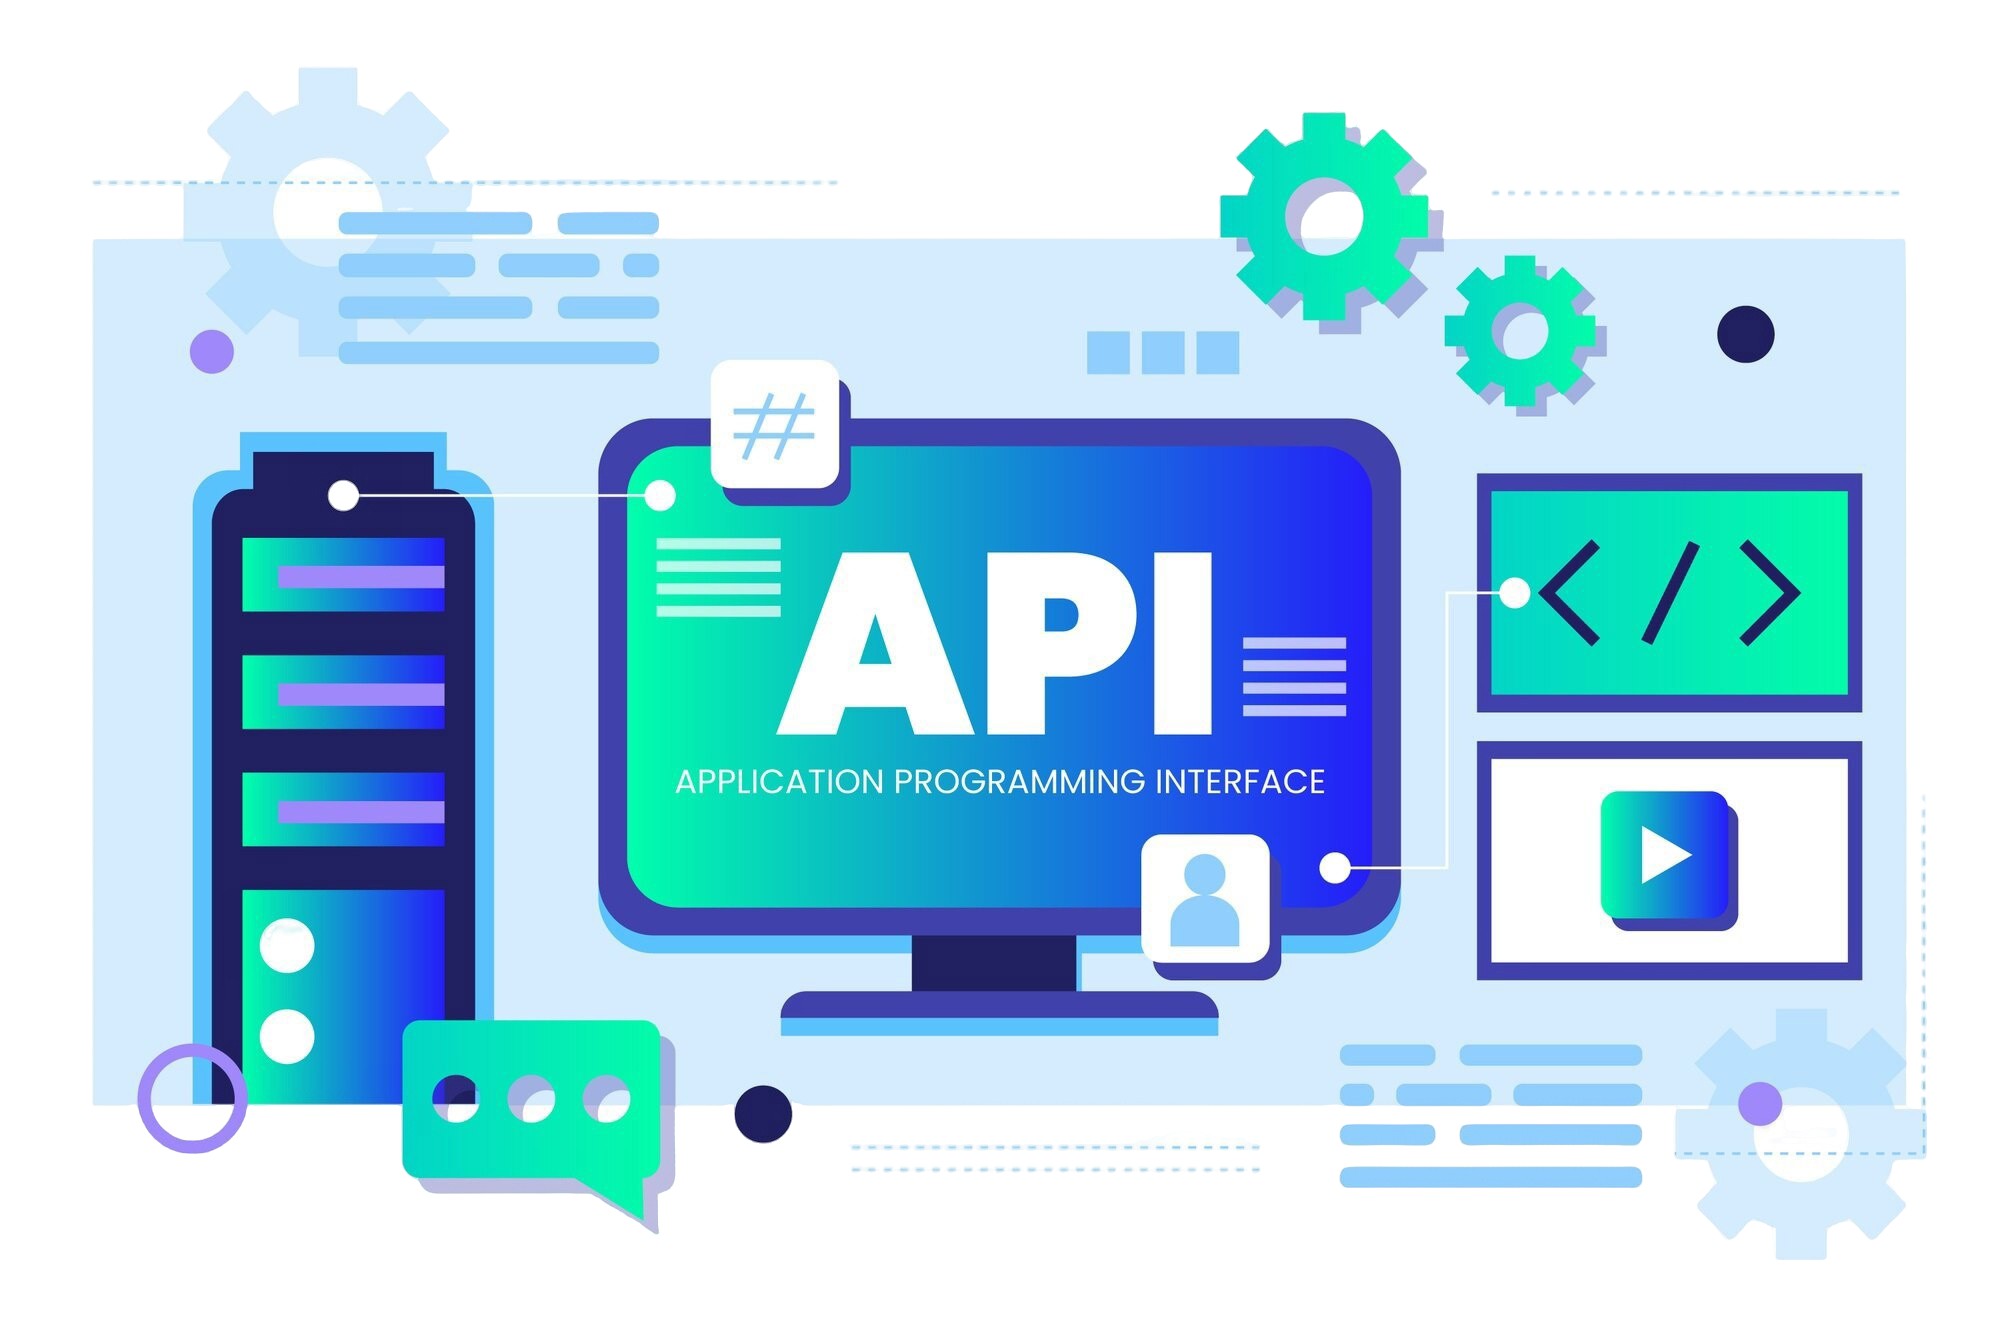 #
API
</>
APPLICATION PROGRAMMING INTERFACE